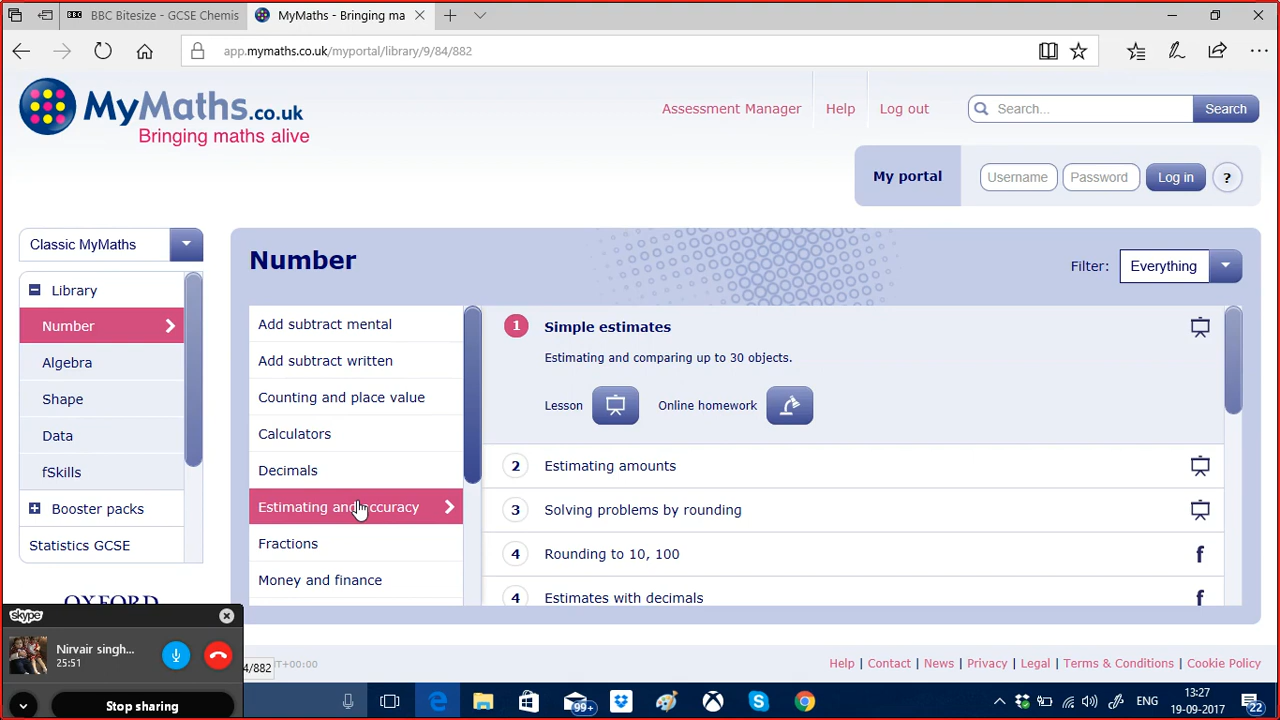 BBC Bitesize - GCSE Chemis
MyMaths - Bringing ma
app.mymaths.co.uk/myportal/library/9/84/882
MyMaths.co.uk
Bringing maths alive
Assessment Manager
Help
Log out
Search...
Search
My portal
Username
Password
Log in
?
Classic MyMaths
Library
Number
Algebra
Shape
Data
fSkills
Booster packs
Statistics GCSE
OXFORD
Number
Filter:
Everything
Add subtract mental
Add subtract written
Counting and place value
Calculators
Decimals
Estimating and accuracy
Fractions
Money and finance
1 Simple estimates
Estimating and comparing up to 30 objects.
Lesson
Online homework
2 Estimating amounts
3 Solving problems by rounding
4 Rounding to 10, 100 f
4 Estimates with decimals f
skype
Nirvair singh...
25:51
Stop sharing
4/882
T+00:00
Help | Contact | News | Privacy | Legal | Terms & Conditions | Cookie Policy
99+
ENG
13:27
19-09-2017
22